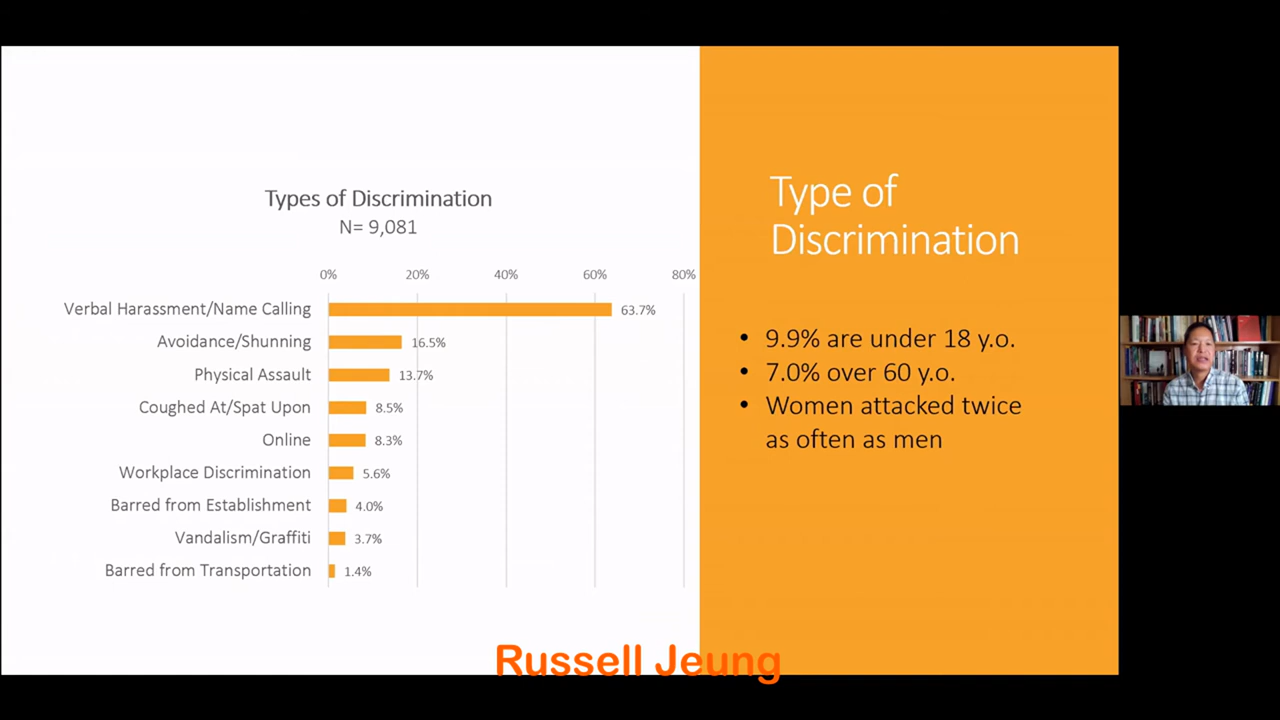 Types of Discrimination
N= 9,081
0%
20%
40%
60%
80%
Verbal Harassment/Name Calling 63.7%
Avoidance/Shunning 16.5%
Physical Assault 13.7%
Coughed At/Spat Upon 8.5%
Online 8.3%
Workplace Discrimination 5.6%
Barred from Establishment 4.0%
Vandalism/Graffiti 3.7%
Barred from Transportation 1.4%
Type of
Discrimination
• 9.9% are under 18 y.o.
• 7.0% over 60 y.o.
• Women attacked twice
as often as men
Russell Jeung